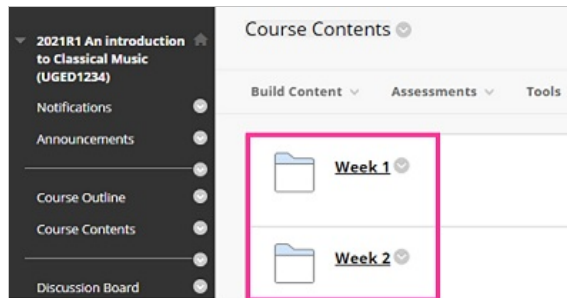 2021R1 An introduction
to Classical Music
(UGED1234)
Notifications
Announcements
Course Outline
Course Contents
Discussion Board
Course Contents
Build Content Assessments Tools
Week 1
Week 2